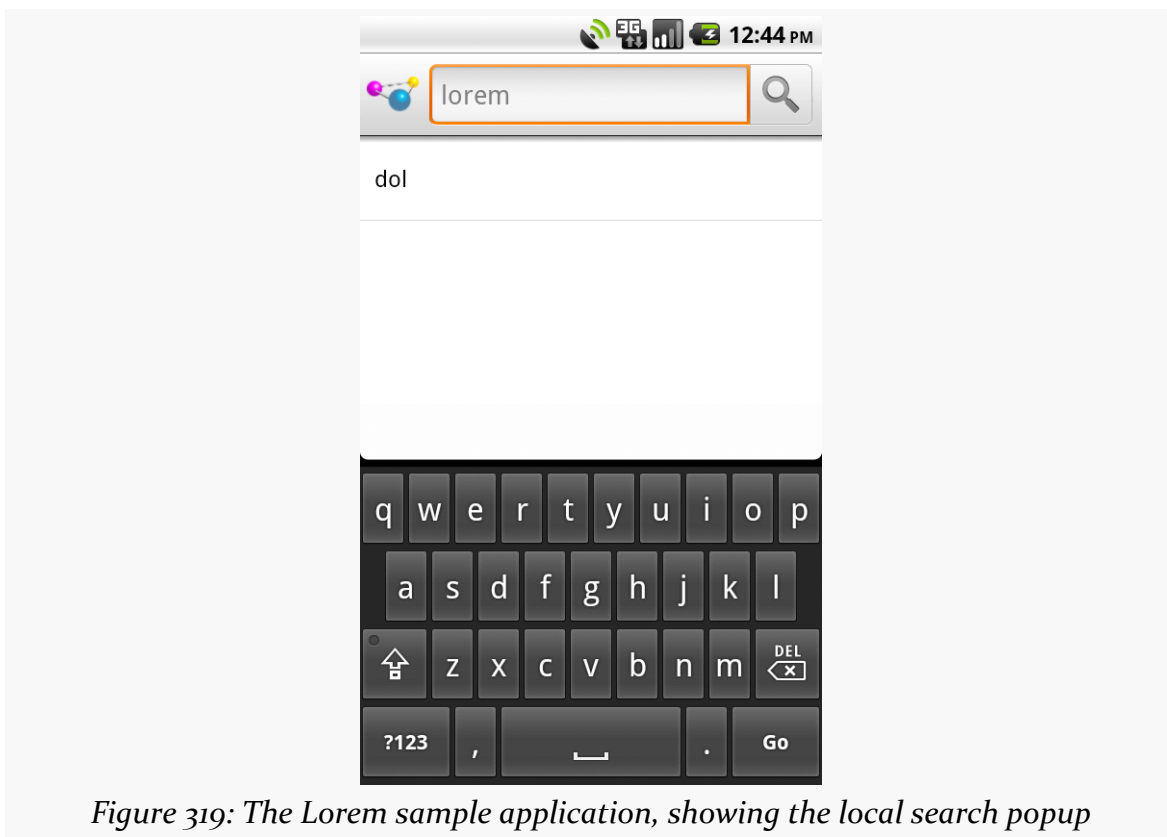 3G 12:44 PM
lorem
dol
q w e r t y u i o p
a s d f g h j k l
z x c v b n m DEL
?123 , . Go
Figure 319: The Lorem sample application, showing the local search popup